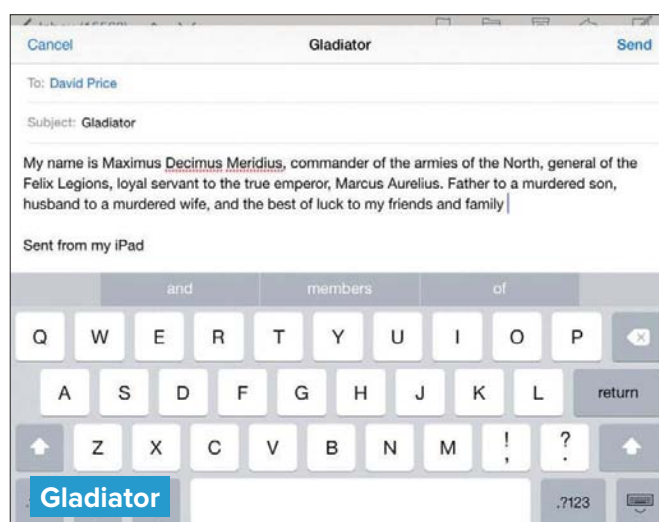 Cancel Gladiator Send
To: David Price
Subject: Gladiator
My name is Maximus Decimus Meridius, commander of the armies of the North, general of the
Felix Legions, loyal servant to the true emperor, Marcus Aurelius. Father to a murdered son,
husband to a murdered wife, and the best of luck to my friends and family
Sent from my iPad
and members of
Q W E R T Y U I O P
A S D F G H J K L return
Z X C V B N M ! , ? .
Gladiator .?123